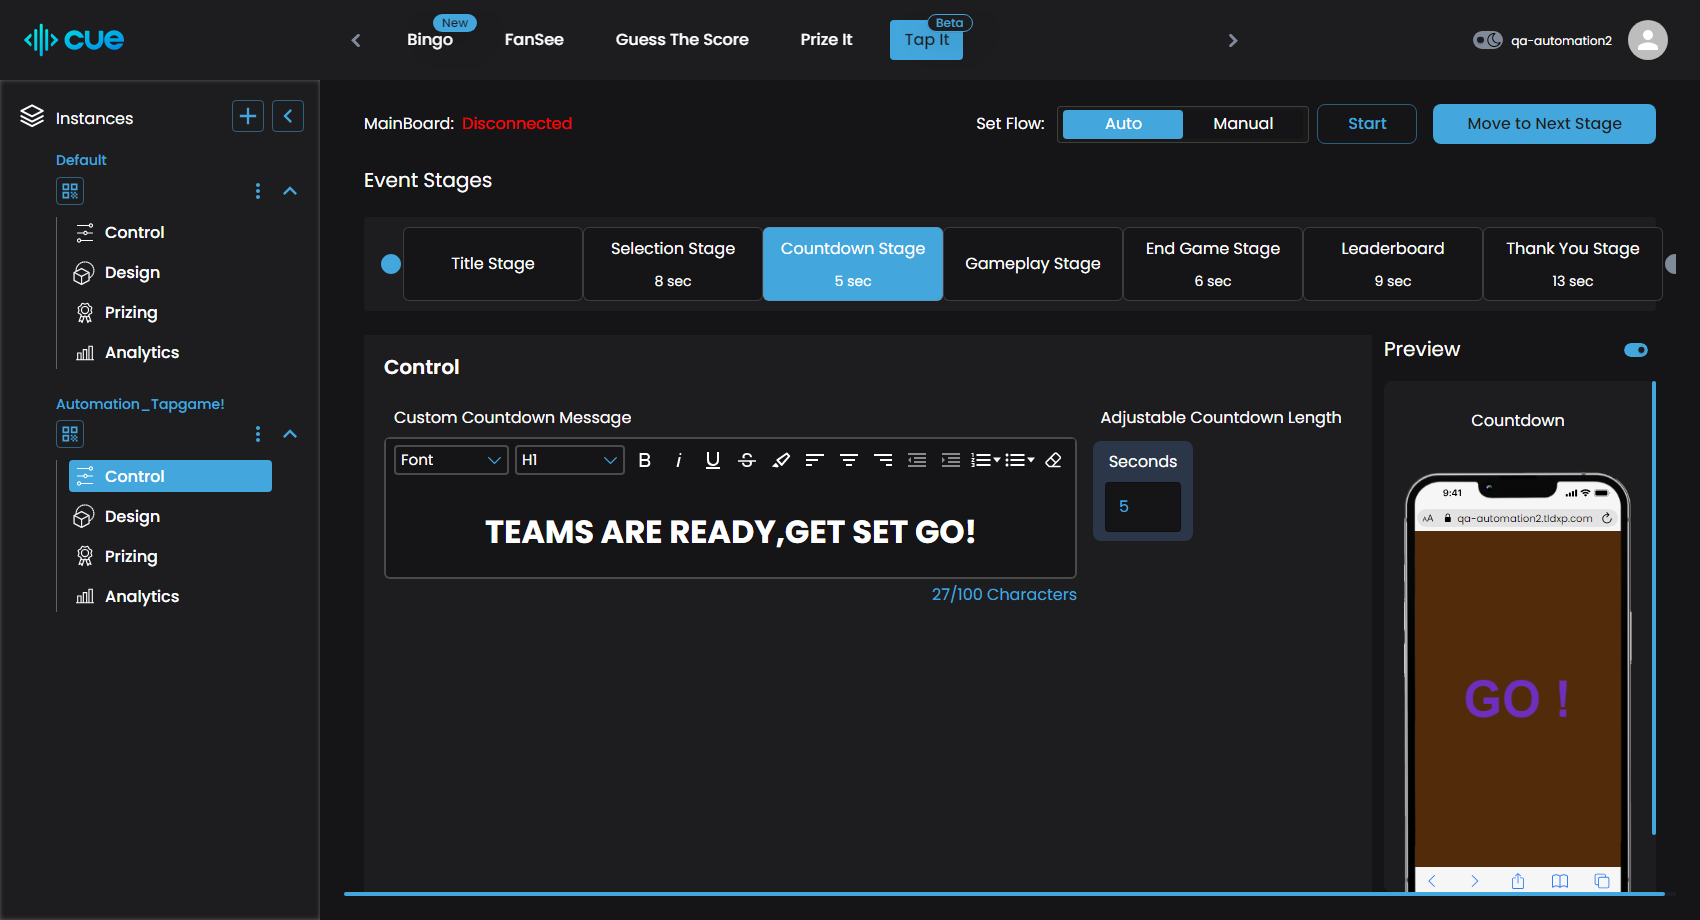 cue
New
Bingo
FanSee
Guess The Score
Prize It
Beta
Tap It
qa-automation2
Instances
Default
Control
Design
Prizing
Analytics
Automation_Tapgame!
Control
Design
Prizing
Analytics
MainBoard: Disconnected
Set Flow:
Auto
Manual
Start
Move to Next Stage
Event Stages
Title Stage
Selection Stage
8 sec
Countdown Stage
5 sec
Gameplay Stage
End Game Stage
6 sec
Leaderboard
9 sec
Thank You Stage
13 sec
Control
Custom Countdown Message
Font
H1
B
i
U
S
TEAMS ARE READY,GET SET GO!
27/100 Characters
Adjustable Countdown Length
Seconds
5
Preview
Countdown
9:41
AA
qa-automation2.tldxp.com
GO !